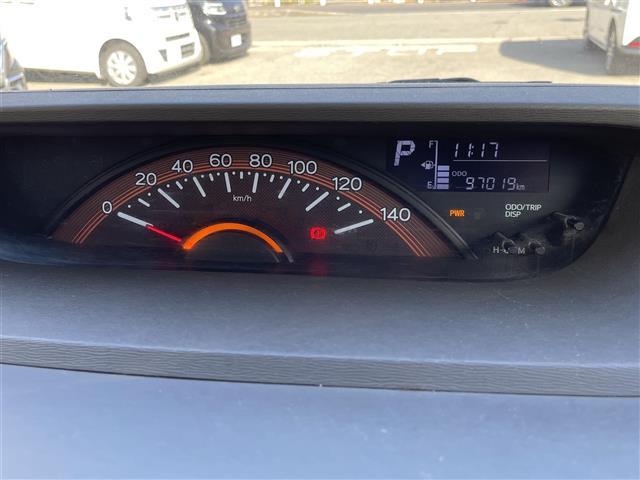 0 20 40 60 80 100 120 140
km/h
P
F
11:17
ODO
E
97019km
PWR
ODO/TRIP
DISP
H M